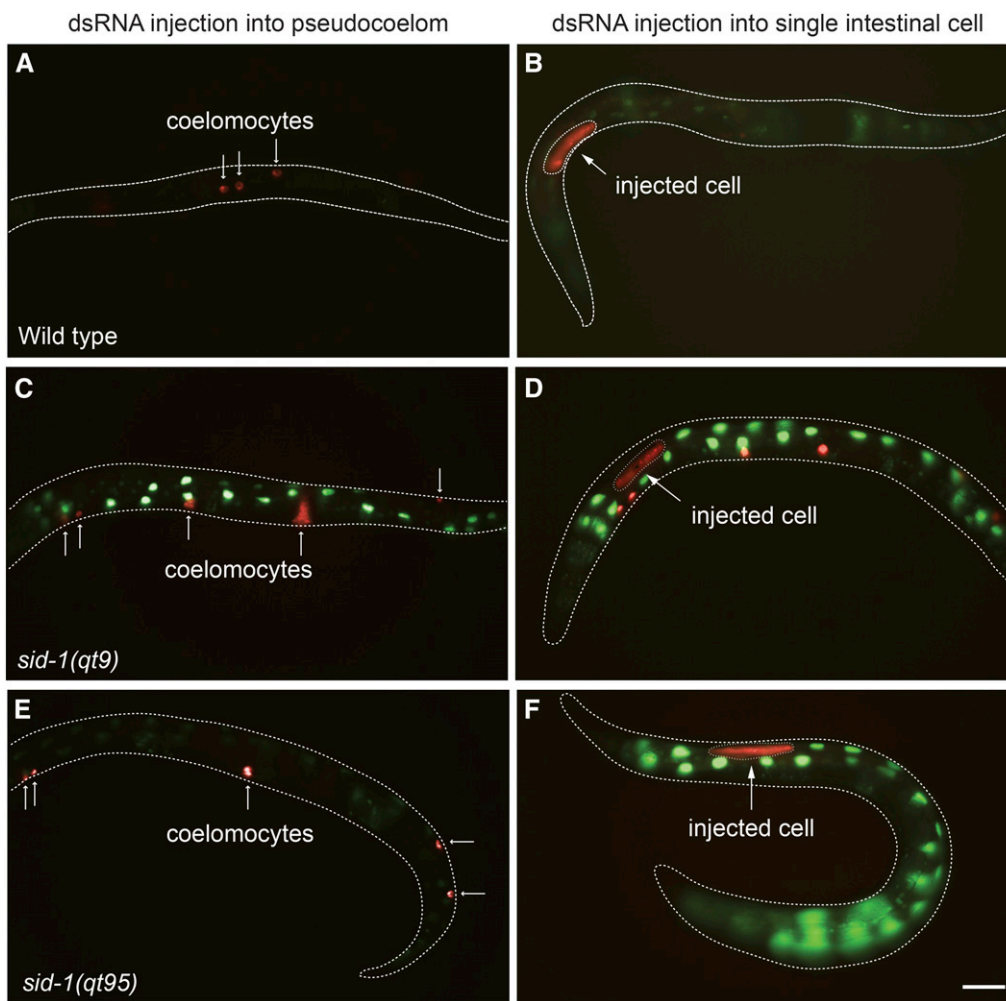 dsRNA injection into pseudocoelom
dsRNA injection into single intestinal cell
A
coelomocytes
Wild type
B
injected cell
C
coelomocytes
sid-1(qt9)
D
injected cell
E
coelomocytes
sid-1(qt95)
F
injected cell